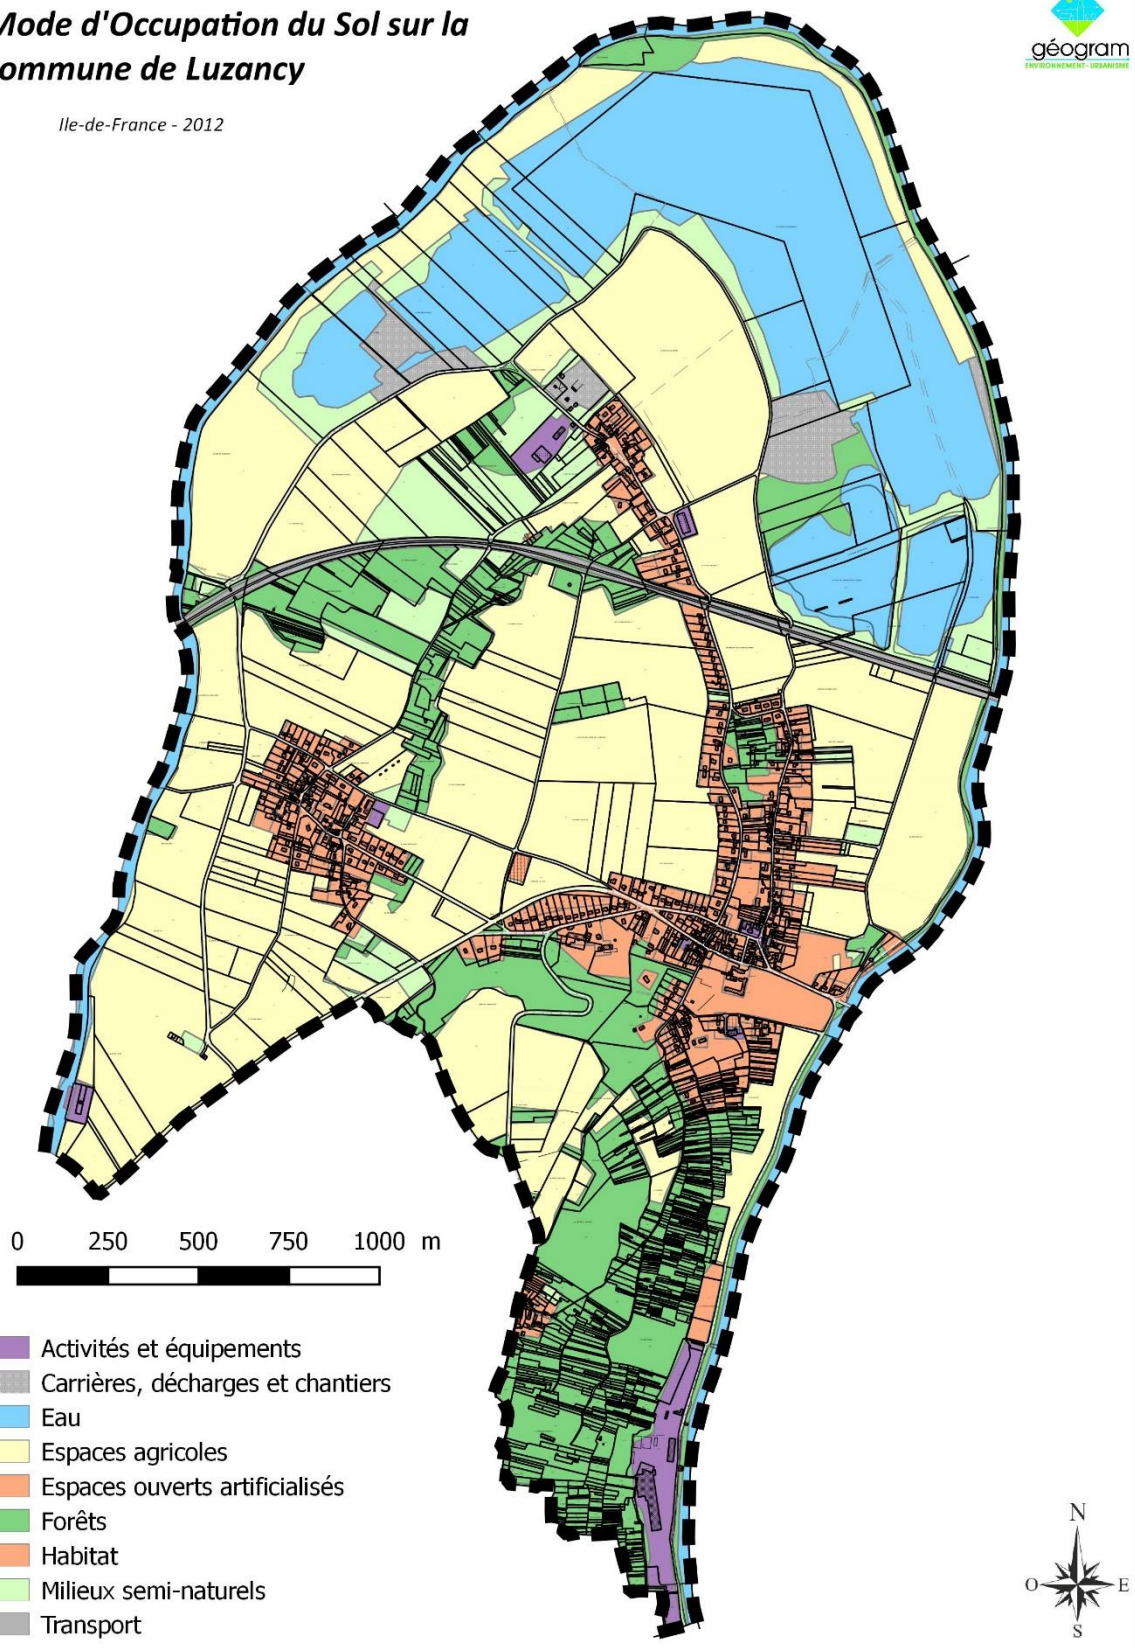 Mode d'Occupation du Sol sur la
ommune de Luzancy
Ile-de-France - 2012
géogram
ENVIRONNEMENT - URBANISME
0 250 500 750 1000 m
Activités et équipements
Carrières, décharges et chantiers
Eau
Espaces agricoles
Espaces ouverts artificialisés
Forêts
Habitat
Milieux semi-naturels
Transport
N
O E
S